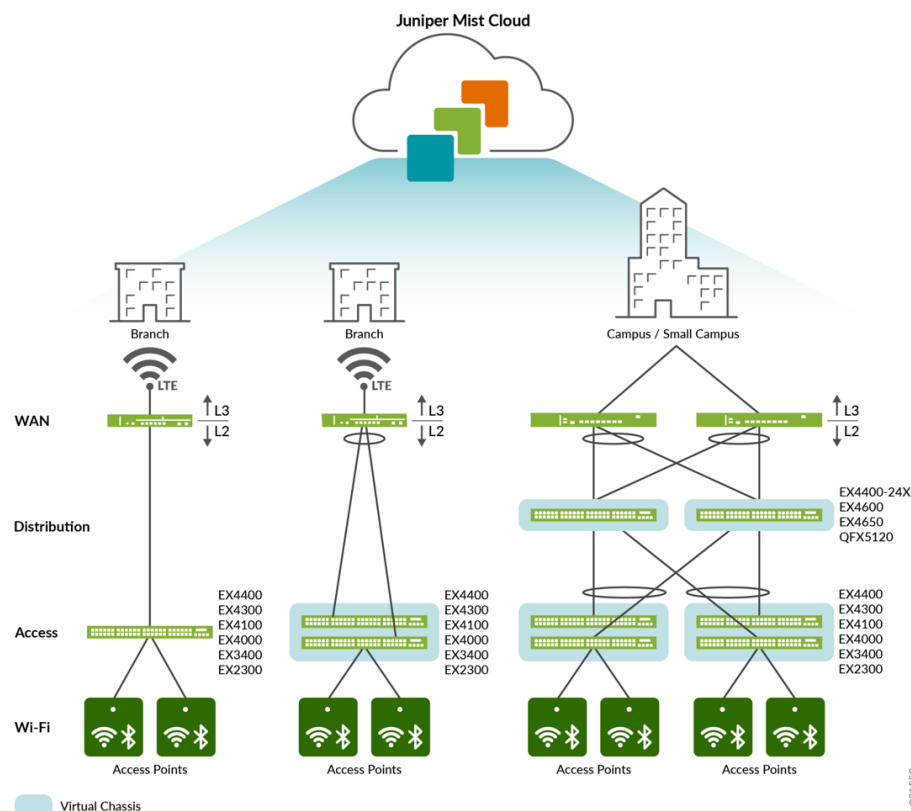 Juniper Mist Cloud
Branch
Branch
Campus / Small Campus
LTE
LTE
WAN
L3
L2
L3
L2
L3
L2
Distribution
EX4400-24X
EX4600
EX4650
QFX5120
Access
EX4400
EX4300
EX4100
EX4000
EX3400
EX2300
EX4400
EX4300
EX4100
EX4000
EX3400
EX2300
EX4400
EX4300
EX4100
EX4000
EX3400
EX2300
Wi-Fi
Access Points
Access Points
Access Points
Access Points
Virtual Chassis